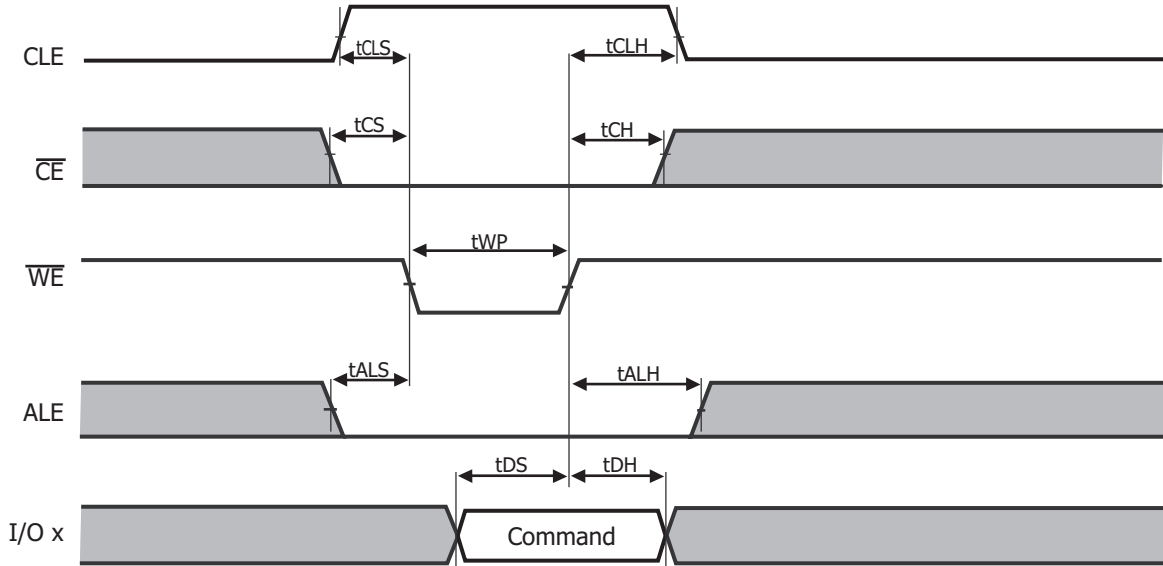 CLE
tCLS
tCLH
CE
tCS
tCH
WE
tWP
ALE
tALS
tALH
I/O x
tDS
tDH
Command